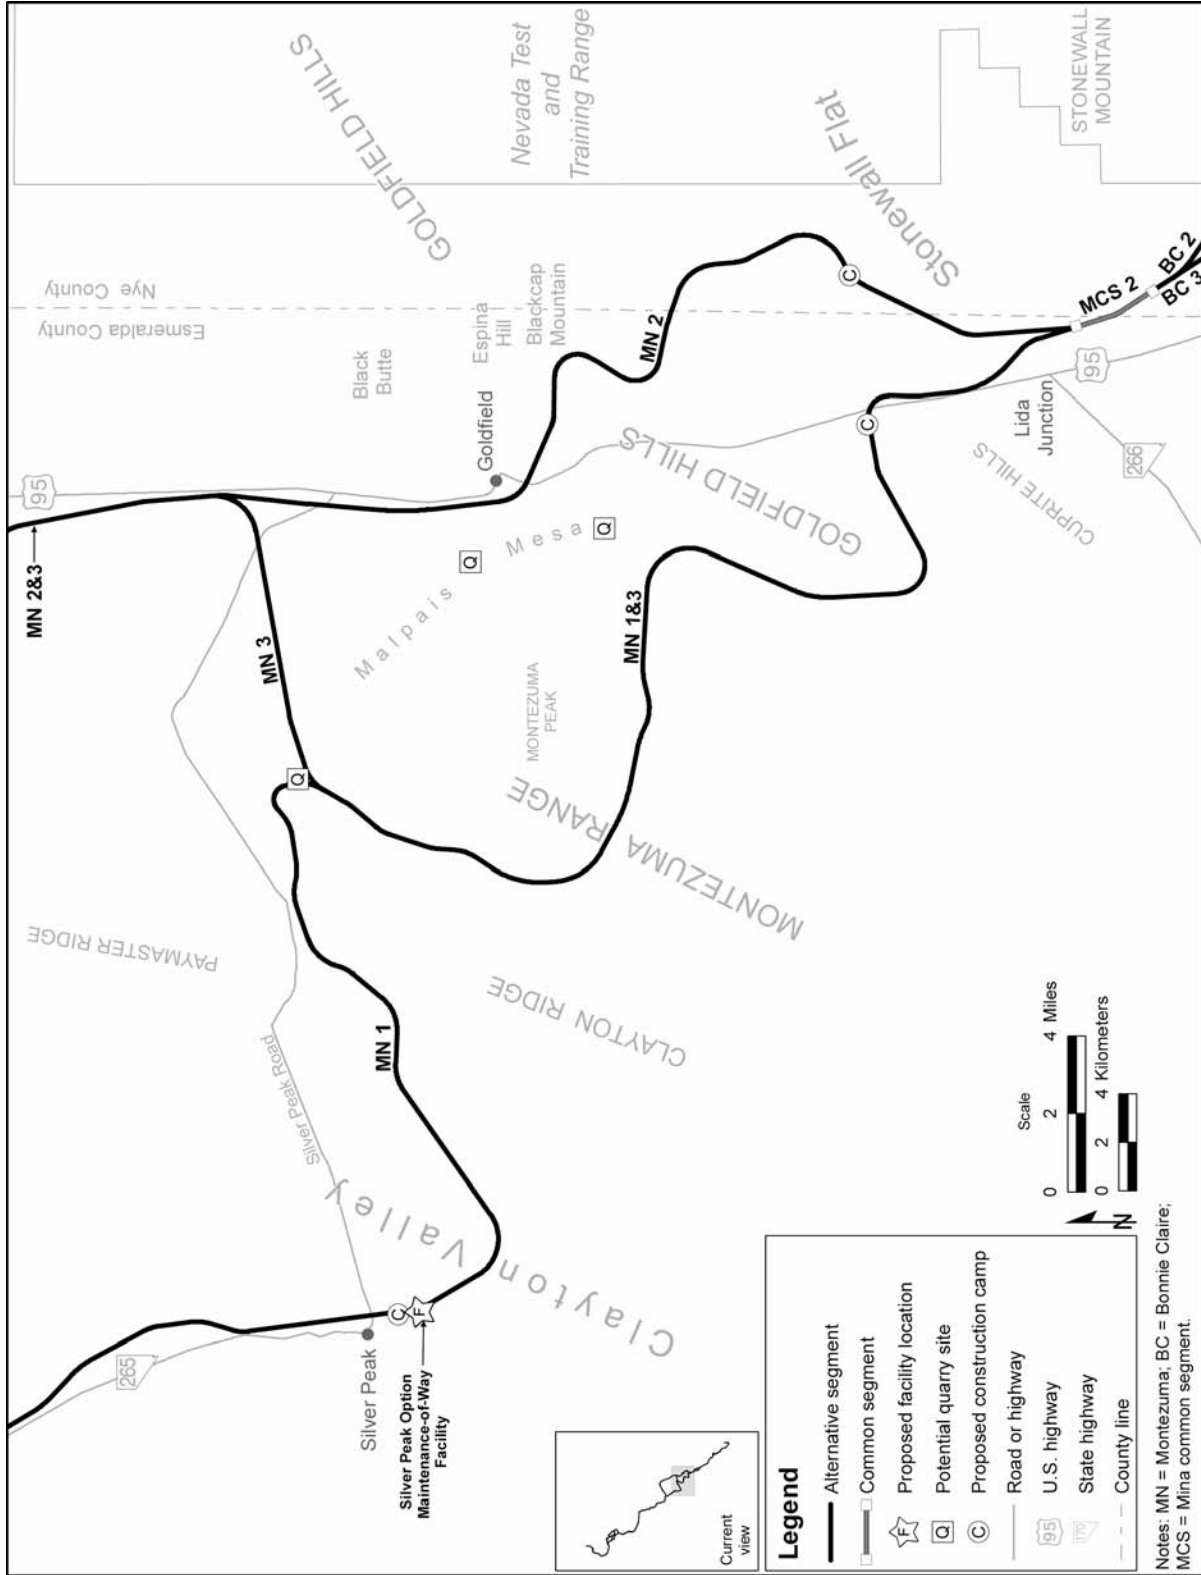 MN 2&3
95
GOLDFIELD HILLS
Nevada Test
and
Training Range
Nye County
Esmeralda County
Black
Butte
Espina
Hill
Blackcap
Mountain
Goldfield
MN 3
Malpais
Mesa
Q
Q
Q
MN 2
Stonewall Flat
STONEWALL
MOUNTAIN
C
GOLDFIELD HILLS
MN 1&3
MONTEZUMA
PEAK
MONTEZUMA RANGE
C
Lida
Junction
95
266
CUPRITE HILLS
MCS 2
BC 2
BC 3
PAYMASTER RIDGE
CLAYTON RIDGE
MN 1
Silver Peak Road
Clayton Valley
265
Silver Peak
C
F
Silver Peak Option
Maintenance-of-Way
Facility
Scale
0 2 4 Miles
0 2 4 Kilometers
N
Current
view
Legend
Alternative segment
Common segment
F Proposed facility location
Q Potential quarry site
C Proposed construction camp
Road or highway
95 U.S. highway
170 State highway
County line
Notes: MN = Montezuma; BC = Bonnie Claire;
MCS = Mina common segment.